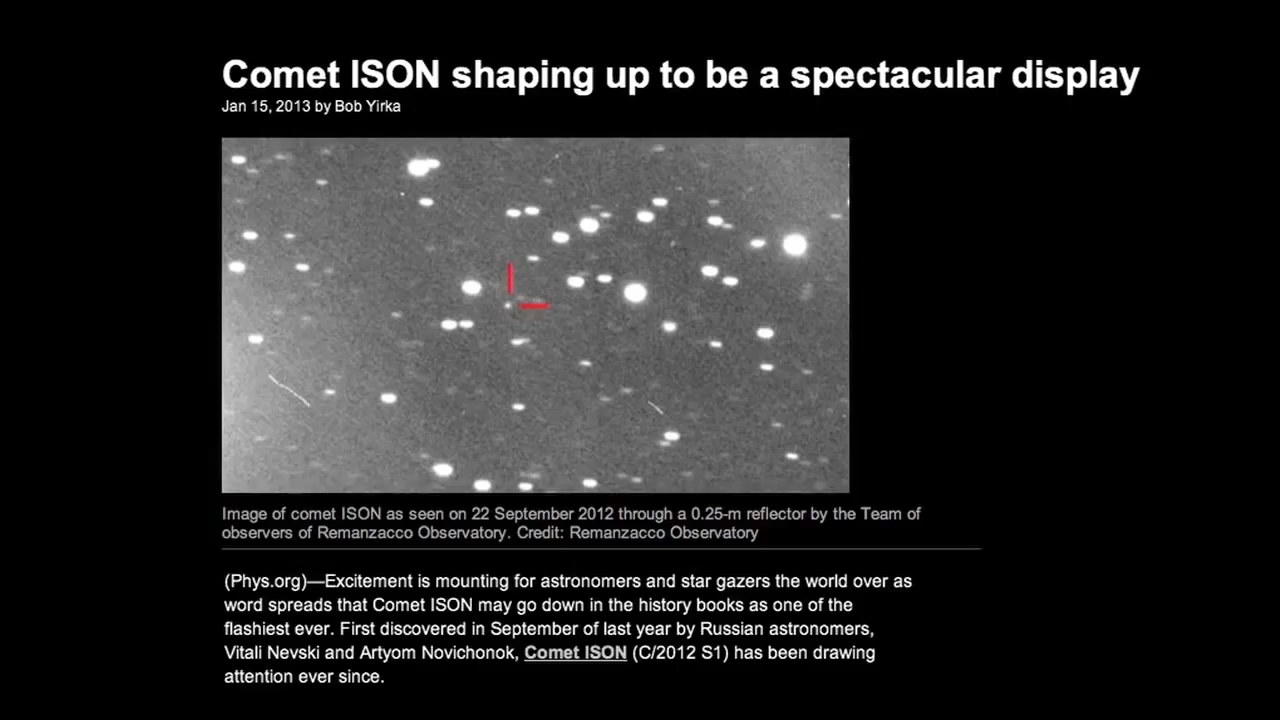 Comet ISON shaping up to be a spectacular display
Jan 15, 2013 by Bob Yirka
Image of comet ISON as seen on 22 September 2012 through a 0.25-m reflector by the Team of
observers of Remanzacco Observatory. Credit: Remanzacco Observatory
(Phys.org)—Excitement is mounting for astronomers and star gazers the world over as
word spreads that Comet ISON may go down in the history books as one of the
flashiest ever. First discovered in September of last year by Russian astronomers,
Vitali Nevski and Artyom Novichonok, Comet ISON (C/2012 S1) has been drawing
attention ever since.